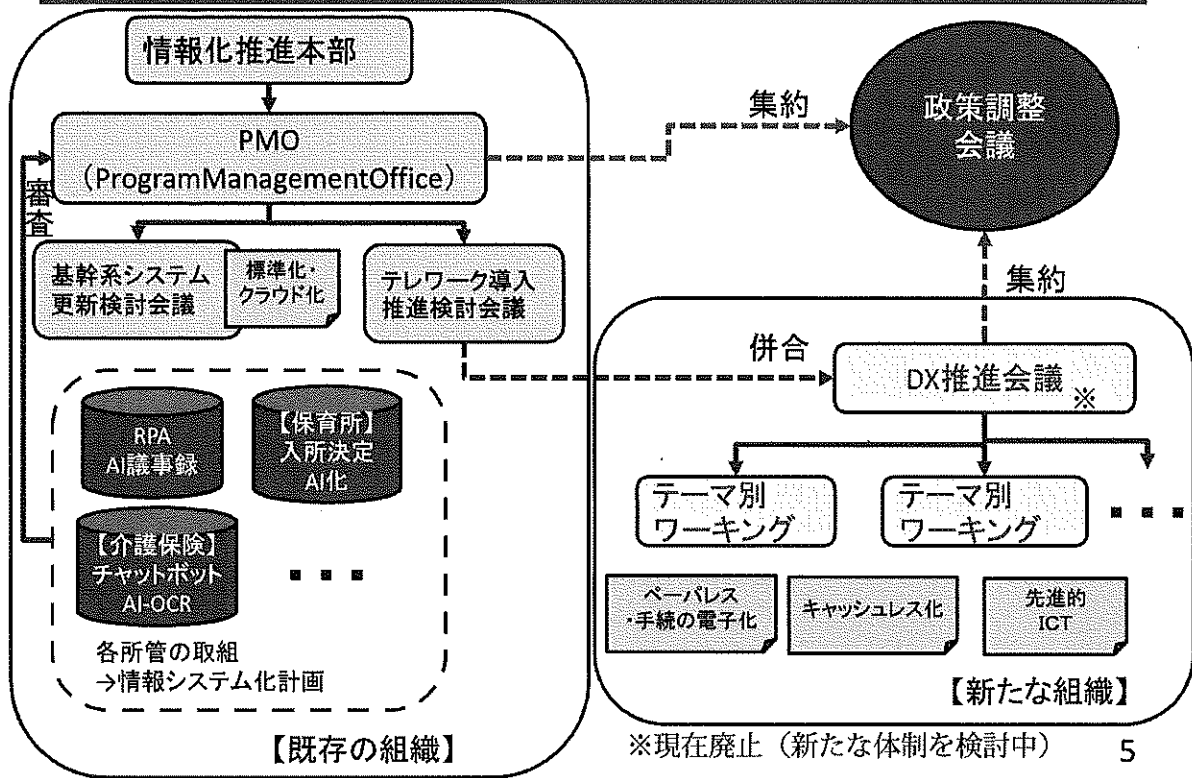 情報化推進本部
PMO
（ProgramManagementOffice）
審査
基幹系システム
更新検討会議
標準化・
クラウド化
テレワーク導入
推進検討会議
RPA
AI議事録
【保育所】
入所決定
AI化
【介護保険】
チャットボット
AI-OCR
・・・
各所管の取組
→情報システム化計画
【既存の組織】
集約
政策調整
会議
集約
併合
DX推進会議
※
テーマ別
ワーキング
テーマ別
ワーキング
・・・
ペーパレス
・手続の電子化
キャッシュレス化
先進的
ICT
【新たな組織】
※現在廃止（新たな体制を検討中）
5